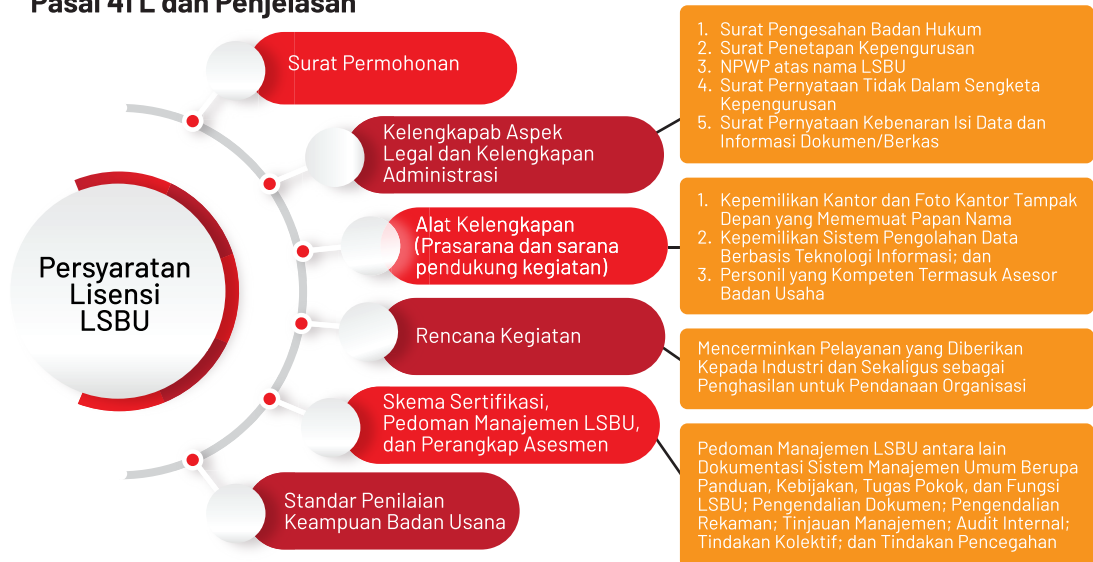 Pasal 41 L dan Penjelasan
Persyaratan
Lisensi
LSBU
Surat Permohonan
Kelengkapab Aspek
Legal dan Kelengkapan
Administrasi
1. Surat Pengesahan Badan Hukum
2. Surat Penetapan Kepengurusan
3. NPWP atas nama LSBU
4. Surat Pernyataan Tidak Dalam Sengketa
Kepengurusan
5. Surat Pernyataan Kebenaran Isi Data dan
Informasi Dokumen/Berkas
Alat Kelengkapan
(Prasarana dan sarana
pendukung kegiatan)
1. Kepemilikan Kantor dan Foto Kantor Tampak
Depan yang Mememuat Papan Nama
2. Kepemilikan Sistem Pengolahan Data
Berbasis Teknologi Informasi; dan
3. Personil yang Kompeten Termasuk Asesor
Badan Usaha
Rencana Kegiatan
Mencerminkan Pelayanan yang Diberikan
Kepada Industri dan Sekaligus sebagai
Penghasilan untuk Pendanaan Organisasi
Skema Sertifikasi,
Pedoman Manajemen LSBU,
dan Perangkap Asesmen
Pedoman Manajemen LSBU antara lain
Dokumentasi Sistem Manajemen Umum Berupa
Panduan, Kebijakan, Tugas Pokok, dan Fungsi
LSBU; Pengendalian Dokumen; Pengendalian
Rekaman; Tinjauan Manajemen; Audit Internal;
Tindakan Kolektif; dan Tindakan Pencegahan
Standar Penilaian
Keampuan Badan Usana